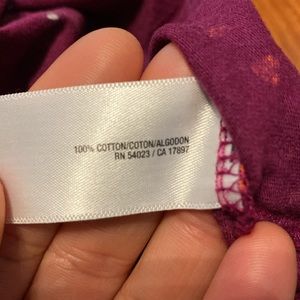 100% COTTON/COTON/ALGODON
RN 54023 / CA 17897